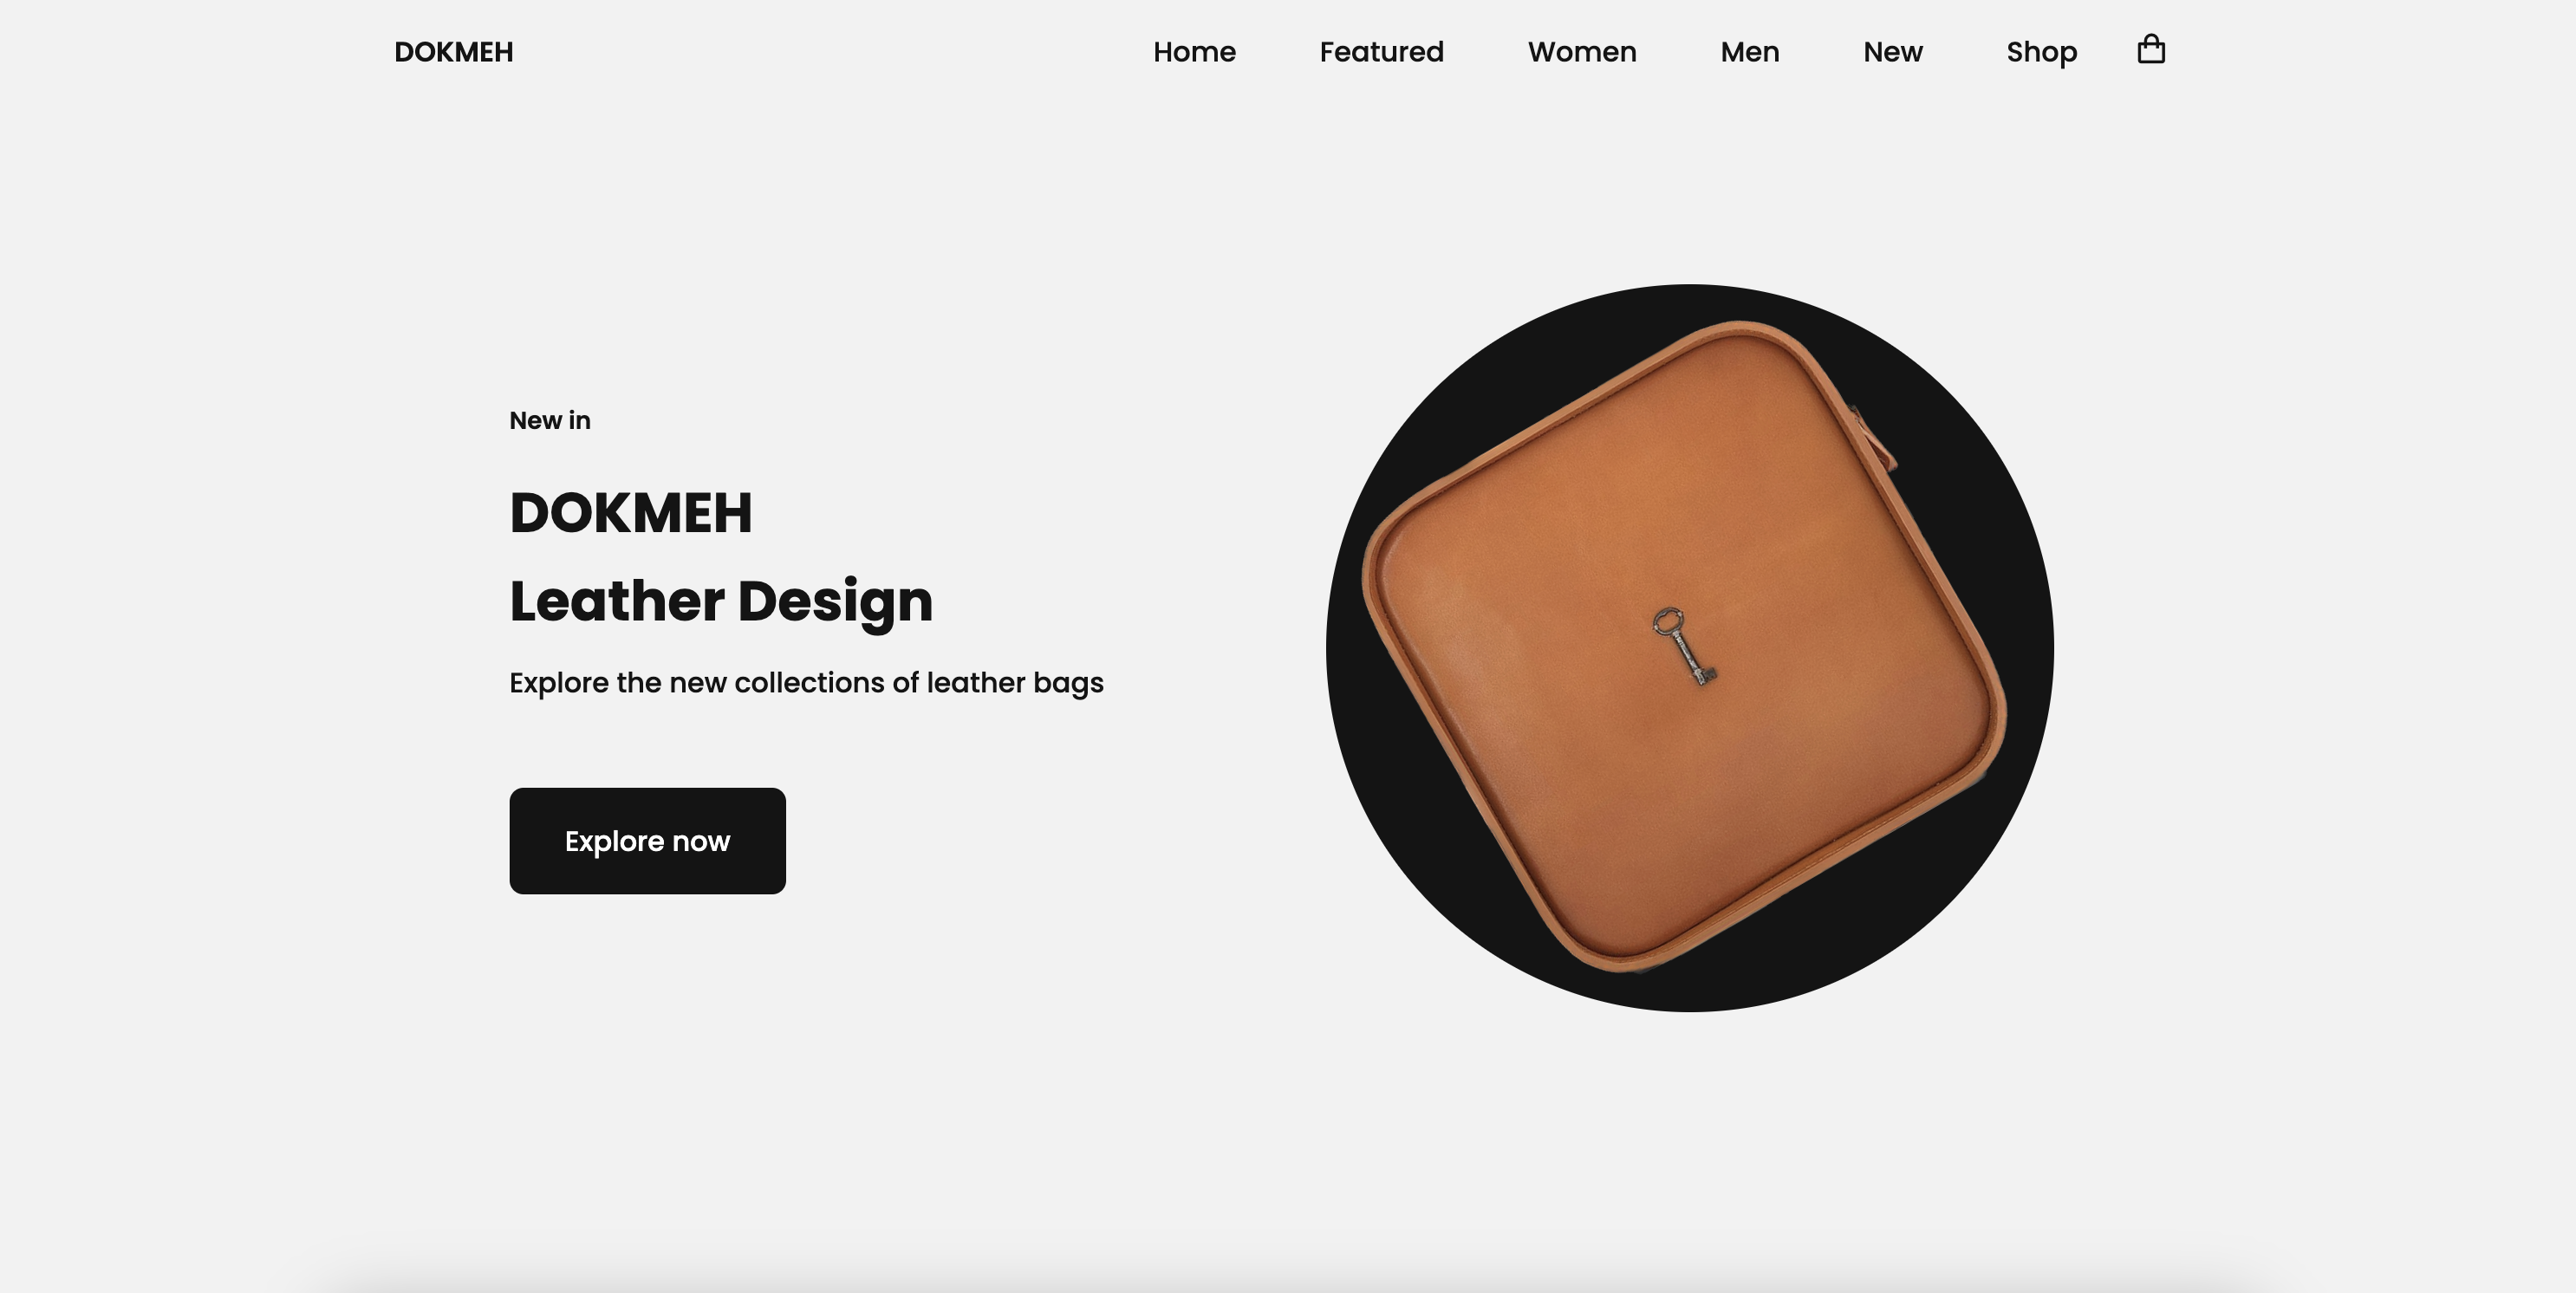 DOKMEH
Home Featured Women Men New Shop
New in
DOKMEH
Leather Design
Explore the new collections of leather bags
Explore now